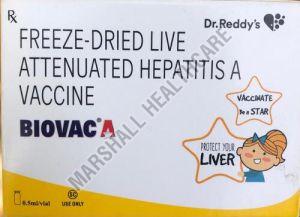 Rx
Dr.Reddy's
FREEZE-DRIED LIVE
ATTENUATED HEPATITIS A
VACCINE
BIOVAC A
VACCINATE
Be a STAR
PROTECT YOUR
LIVER
0.5ml/vial
USE ONLY
MARSHALL HEALTHCARE